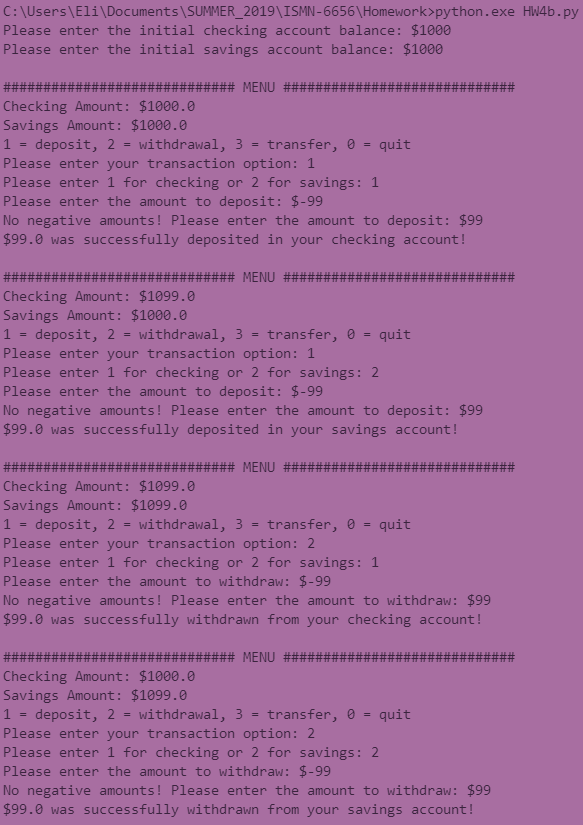 C:\Users\Eli\Documents\SUMMER_2019\ISMN-6656\Homework>python.exe HW4b.py
Please enter the initial checking account balance: $1000
Please enter the initial savings account balance: $1000
############################# MENU #############################
Checking Amount: $1000.0
Savings Amount: $1000.0
1 = deposit, 2 = withdrawal, 3 = transfer, 0 = quit
Please enter your transaction option: 1
Please enter 1 for checking or 2 for savings: 1
Please enter the amount to deposit: $-99
No negative amounts! Please enter the amount to deposit: $99
$99.0 was successfully deposited in your checking account!
############################# MENU #############################
Checking Amount: $1099.0
Savings Amount: $1000.0
1 = deposit, 2 = withdrawal, 3 = transfer, 0 = quit
Please enter your transaction option: 1
Please enter 1 for checking or 2 for savings: 2
Please enter the amount to deposit: $-99
No negative amounts! Please enter the amount to deposit: $99
$99.0 was successfully deposited in your savings account!
############################# MENU #############################
Checking Amount: $1099.0
Savings Amount: $1099.0
1 = deposit, 2 = withdrawal, 3 = transfer, 0 = quit
Please enter your transaction option: 2
Please enter 1 for checking or 2 for savings: 1
Please enter the amount to withdraw: $-99
No negative amounts! Please enter the amount to withdraw: $99
$99.0 was successfully withdrawn from your checking account!
############################# MENU #############################
Checking Amount: $1000.0
Savings Amount: $1099.0
1 = deposit, 2 = withdrawal, 3 = transfer, 0 = quit
Please enter your transaction option: 2
Please enter 1 for checking or 2 for savings: 2
Please enter the amount to withdraw: $-99
No negative amounts! Please enter the amount to withdraw: $99
$99.0 was successfully withdrawn from your savings account!